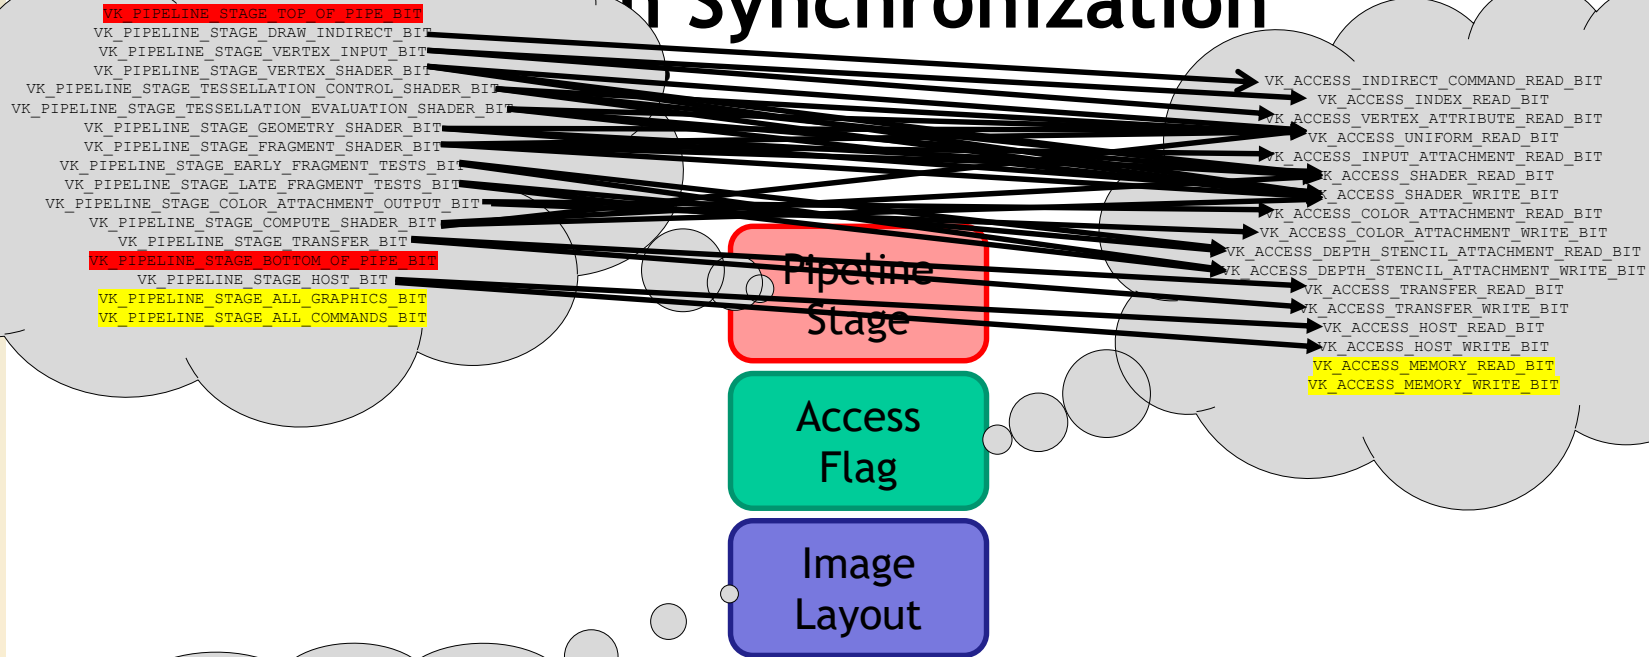 n Synchronization
VK_PIPELINE_STAGE_TOP_OF_PIPE_BIT
VK_PIPELINE_STAGE_DRAW_INDIRECT_BIT
VK_PIPELINE_STAGE_VERTEX_INPUT_BIT
VK_PIPELINE_STAGE_VERTEX_SHADER_BIT
VK_PIPELINE_STAGE_TESSELLATION_CONTROL_SHADER_BIT
VK_PIPELINE_STAGE_TESSELLATION_EVALUATION_SHADER_BIT
VK_PIPELINE_STAGE_GEOMETRY_SHADER_BIT
VK_PIPELINE_STAGE_FRAGMENT_SHADER_BIT
VK_PIPELINE_STAGE_EARLY_FRAGMENT_TESTS_BIT
VK_PIPELINE_STAGE_LATE_FRAGMENT_TESTS_BIT
VK_PIPELINE_STAGE_COLOR_ATTACHMENT_OUTPUT_BIT
VK_PIPELINE_STAGE_COMPUTE_SHADER_BIT
VK_PIPELINE_STAGE_TRANSFER_BIT
VK_PIPELINE_STAGE_BOTTOM_OF_PIPE_BIT
VK_PIPELINE_STAGE_HOST_BIT
VK_PIPELINE_STAGE_ALL_GRAPHICS_BIT
VK_PIPELINE_STAGE_ALL_COMMANDS_BIT
VK_ACCESS_INDIRECT_COMMAND_READ_BIT
VK_ACCESS_INDEX_READ_BIT
VK_ACCESS_VERTEX_ATTRIBUTE_READ_BIT
VK_ACCESS_UNIFORM_READ_BIT
VK_ACCESS_INPUT_ATTACHMENT_READ_BIT
VK_ACCESS_SHADER_READ_BIT
VK_ACCESS_SHADER_WRITE_BIT
VK_ACCESS_COLOR_ATTACHMENT_READ_BIT
VK_ACCESS_COLOR_ATTACHMENT_WRITE_BIT
VK_ACCESS_DEPTH_STENCIL_ATTACHMENT_READ_BIT
VK_ACCESS_DEPTH_STENCIL_ATTACHMENT_WRITE_BIT
VK_ACCESS_TRANSFER_READ_BIT
VK_ACCESS_TRANSFER_WRITE_BIT
VK_ACCESS_HOST_READ_BIT
VK_ACCESS_HOST_WRITE_BIT
VK_ACCESS_MEMORY_READ_BIT
VK_ACCESS_MEMORY_WRITE_BIT
Pipeline
Stage
Access
Flag
Image
Layout